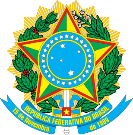 REPÚBLICA FEDERATIVA DO BRASIL
15 de Novembro
de 1889